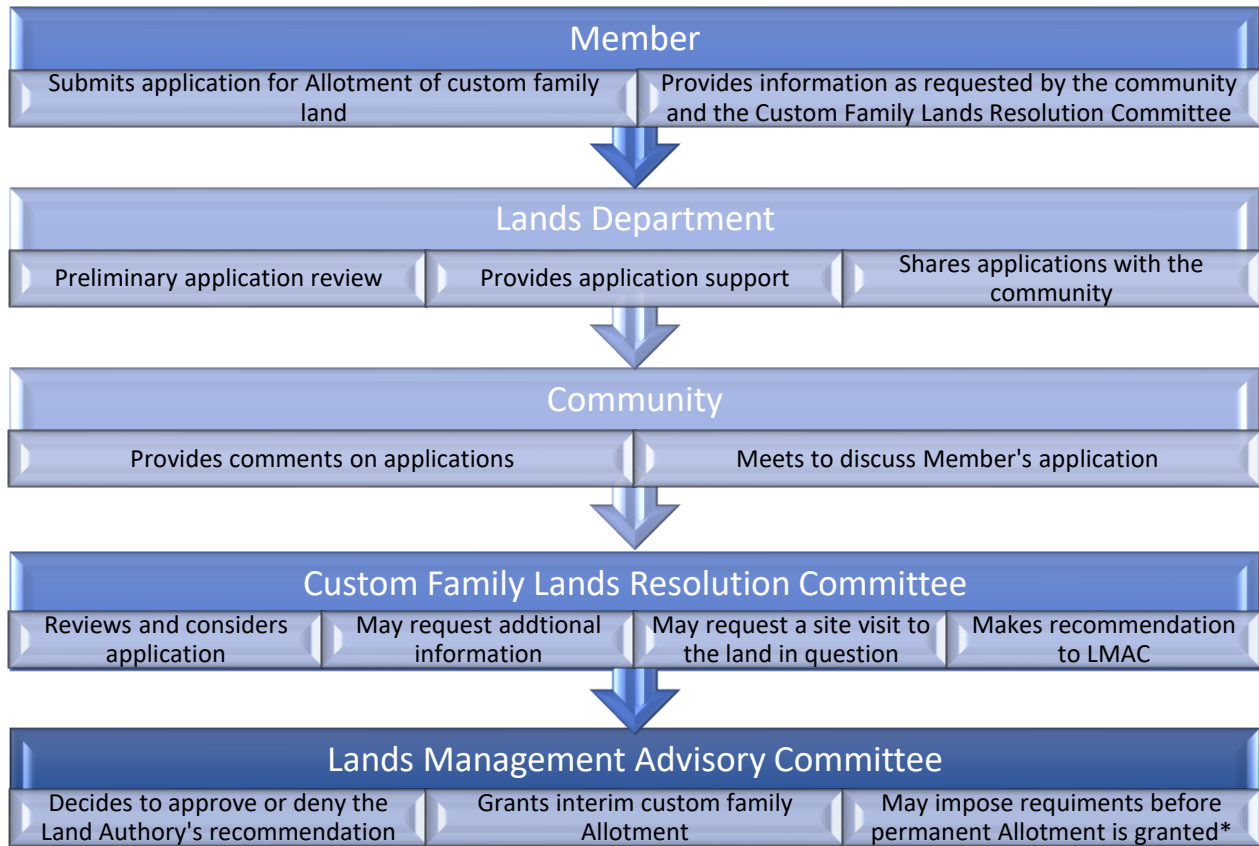 Member
Submits application for Allotment of custom family
land
Provides information as requested by the community
and the Custom Family Lands Resolution Committee
Lands Department
Preliminary application review
Provides application support
Shares applications with the
community
Community
Provides comments on applications
Meets to discuss Member's application
Custom Family Lands Resolution Committee
Reviews and considers
application
May request addtional
information
May request a site visit to
the land in question
Makes recommendation
to LMAC
Lands Management Advisory Committee
Decides to approve or deny the
Land Authory's recommendation
Grants interim custom family
Allotment
May impose requiments before
permanent Allotment is granted*